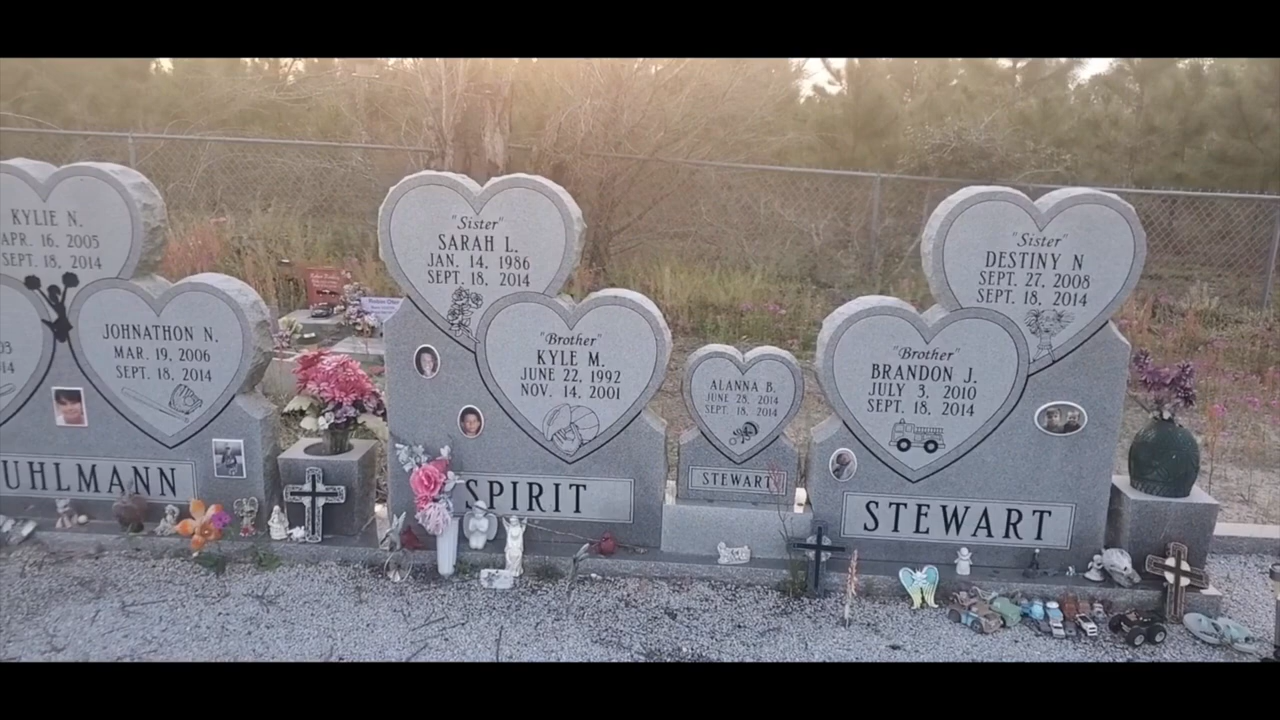 KYLIE N.
APR. 16, 2005
SEPT. 18, 2014
JOHNATHON N.
MAR. 19, 2006
SEPT. 18, 2014
UHLMANN
"Sister"
SARAH L.
JAN. 14, 1986
SEPT. 18, 2014
"Brother"
KYLE M.
JUNE 22, 1992
NOV. 14, 2001
SPIRIT
ALANNA B.
JUNE 28, 2014
SEPT. 18, 2014
STEWART
"Sister"
DESTINY N
SEPT. 27, 2008
SEPT. 18, 2014
"Brother"
BRANDON J.
JULY 3, 2010
SEPT. 18, 2014
STEWART